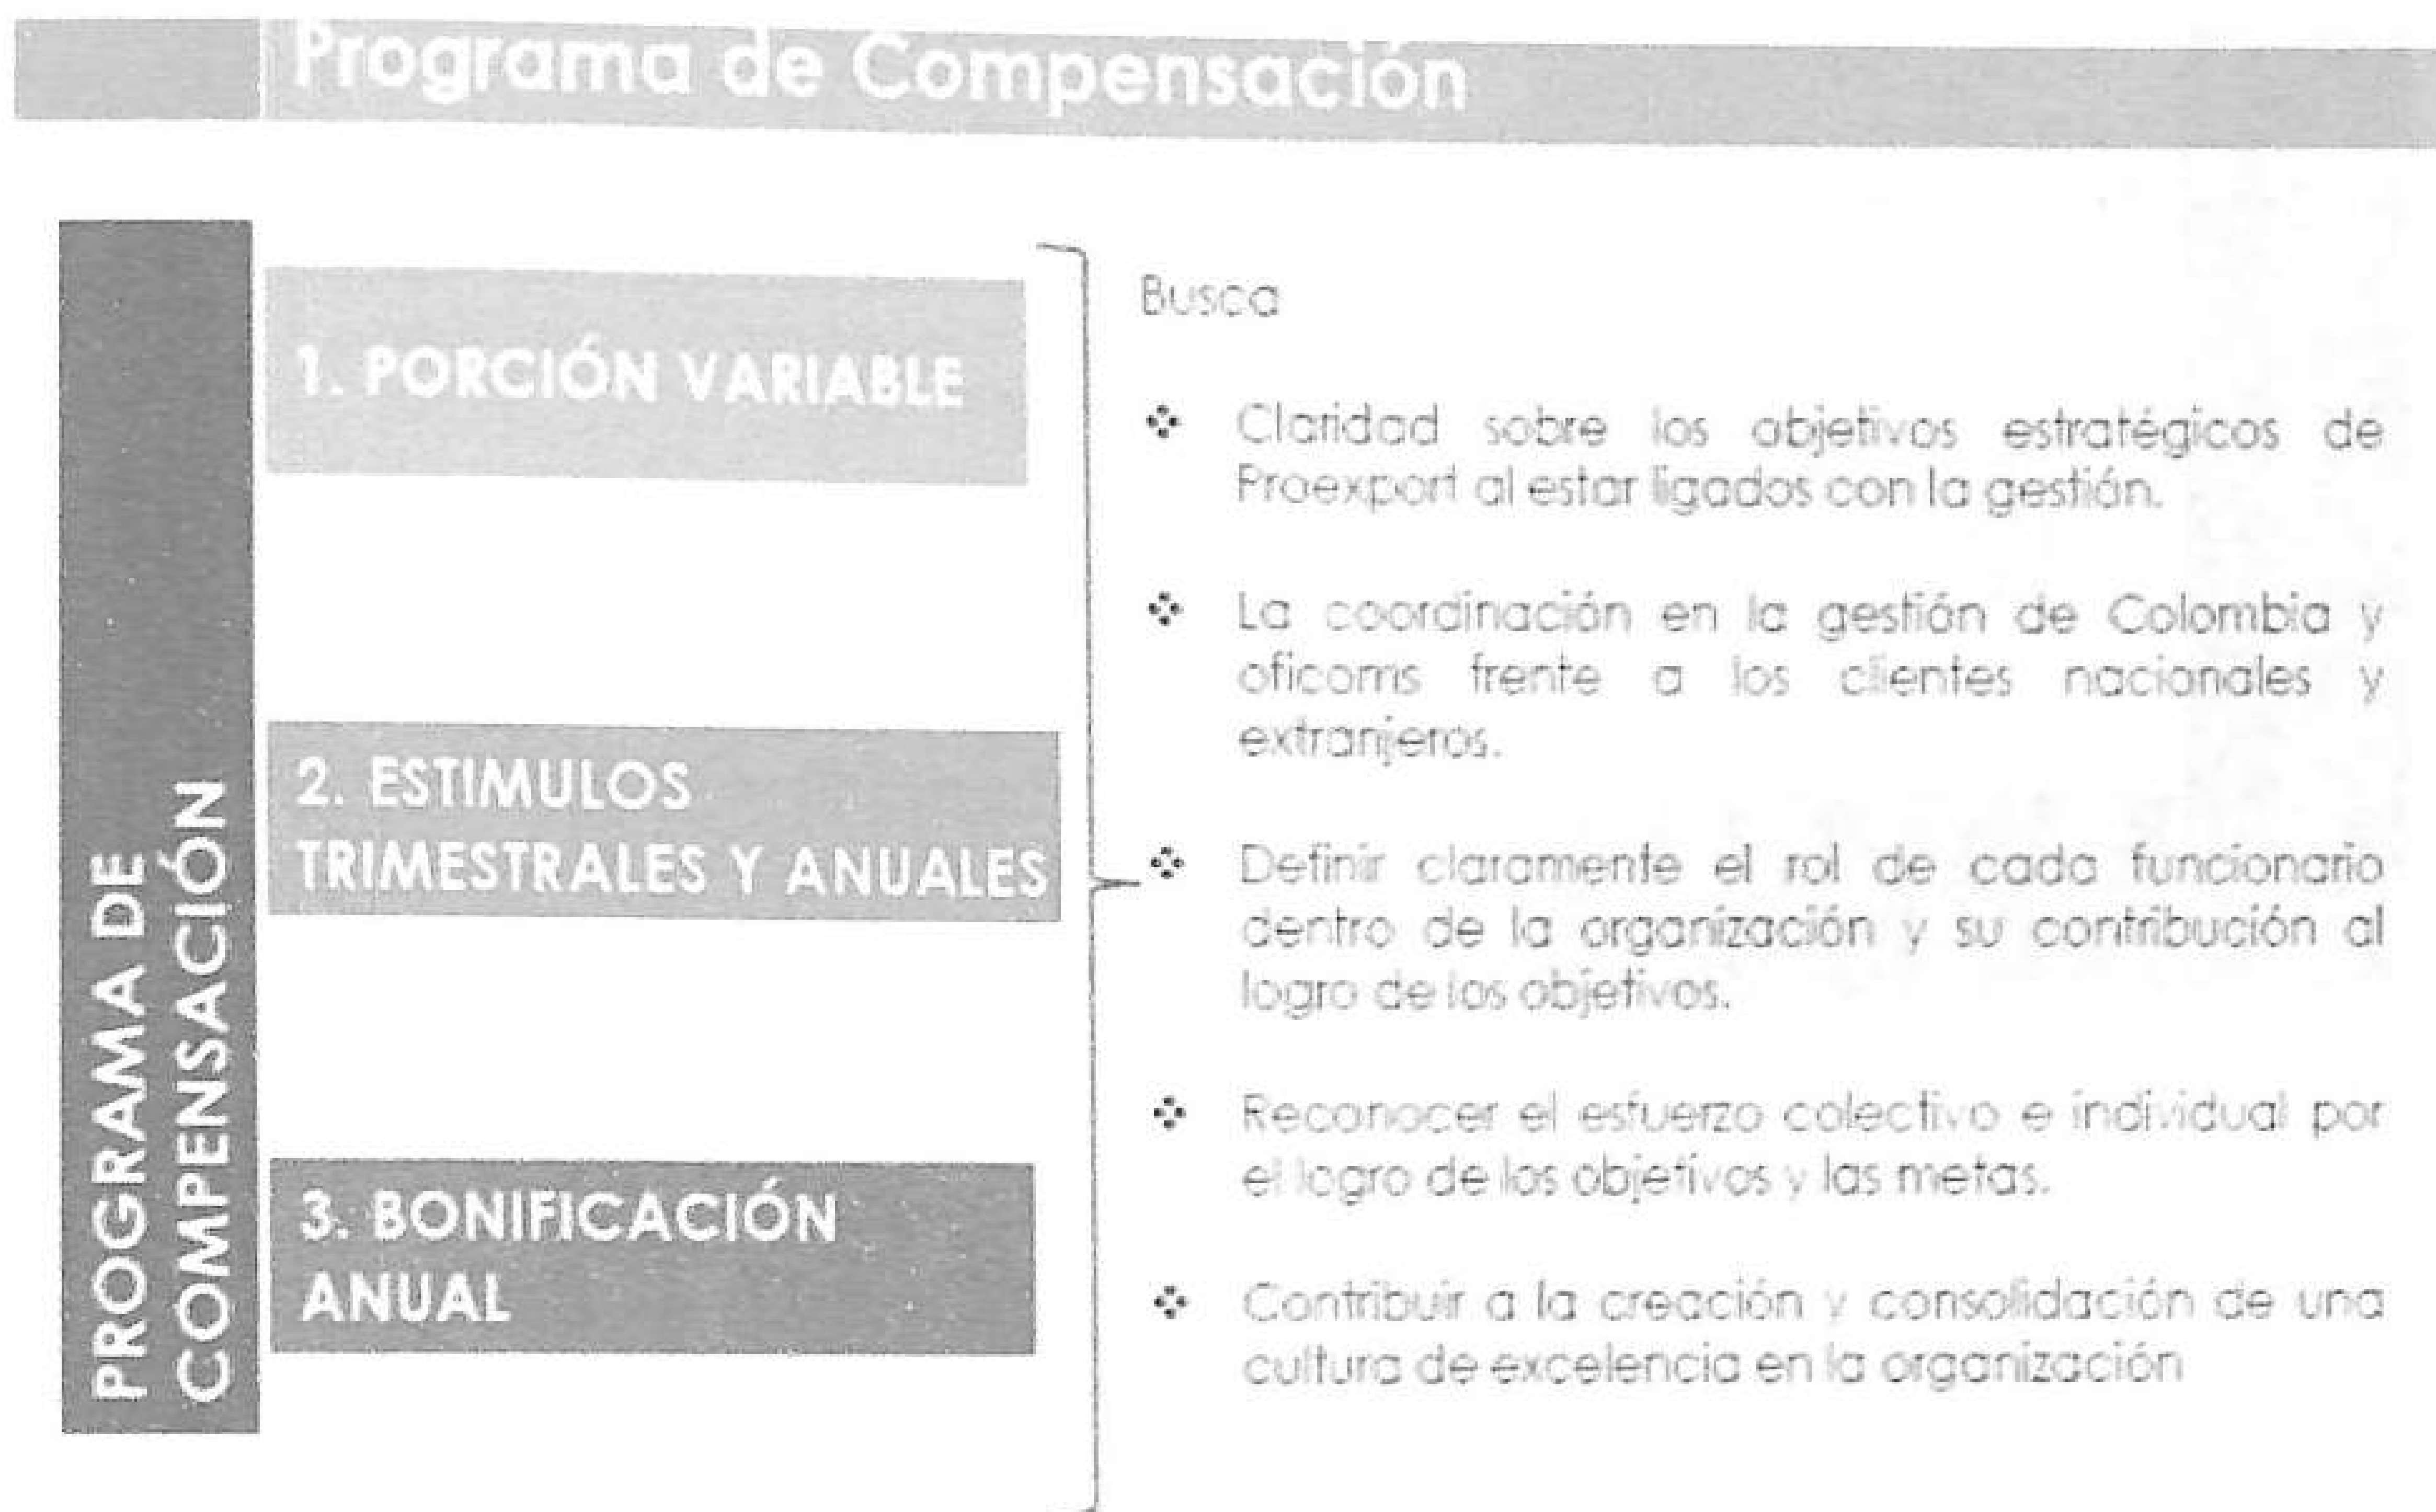 Programa de Compensación
PROGRAMA DE
COMPENSACIÓN
1. PORCIÓN VARIABLE
2. ESTIMULOS
TRIMESTRALES Y ANUALES
3. BONIFICACIÓN
ANUAL
Busca
❖ Claridad sobre los objetivos estratégicos de
Proexport al estar ligados con la gestión.
❖ La coordinación en la gestión de Colombia y
oficoms frente a los clientes nacionales y
extranjeros.
❖ Definir claramente el rol de cada funcionario
dentro de la organización y su contribución al
logro de los objetivos.
❖ Reconocer el esfuerzo colectivo e individual por
el logro de los objetivos y las metas.
❖ Contribuir a la creación y consolidación de una
cultura de excelencia en la organización